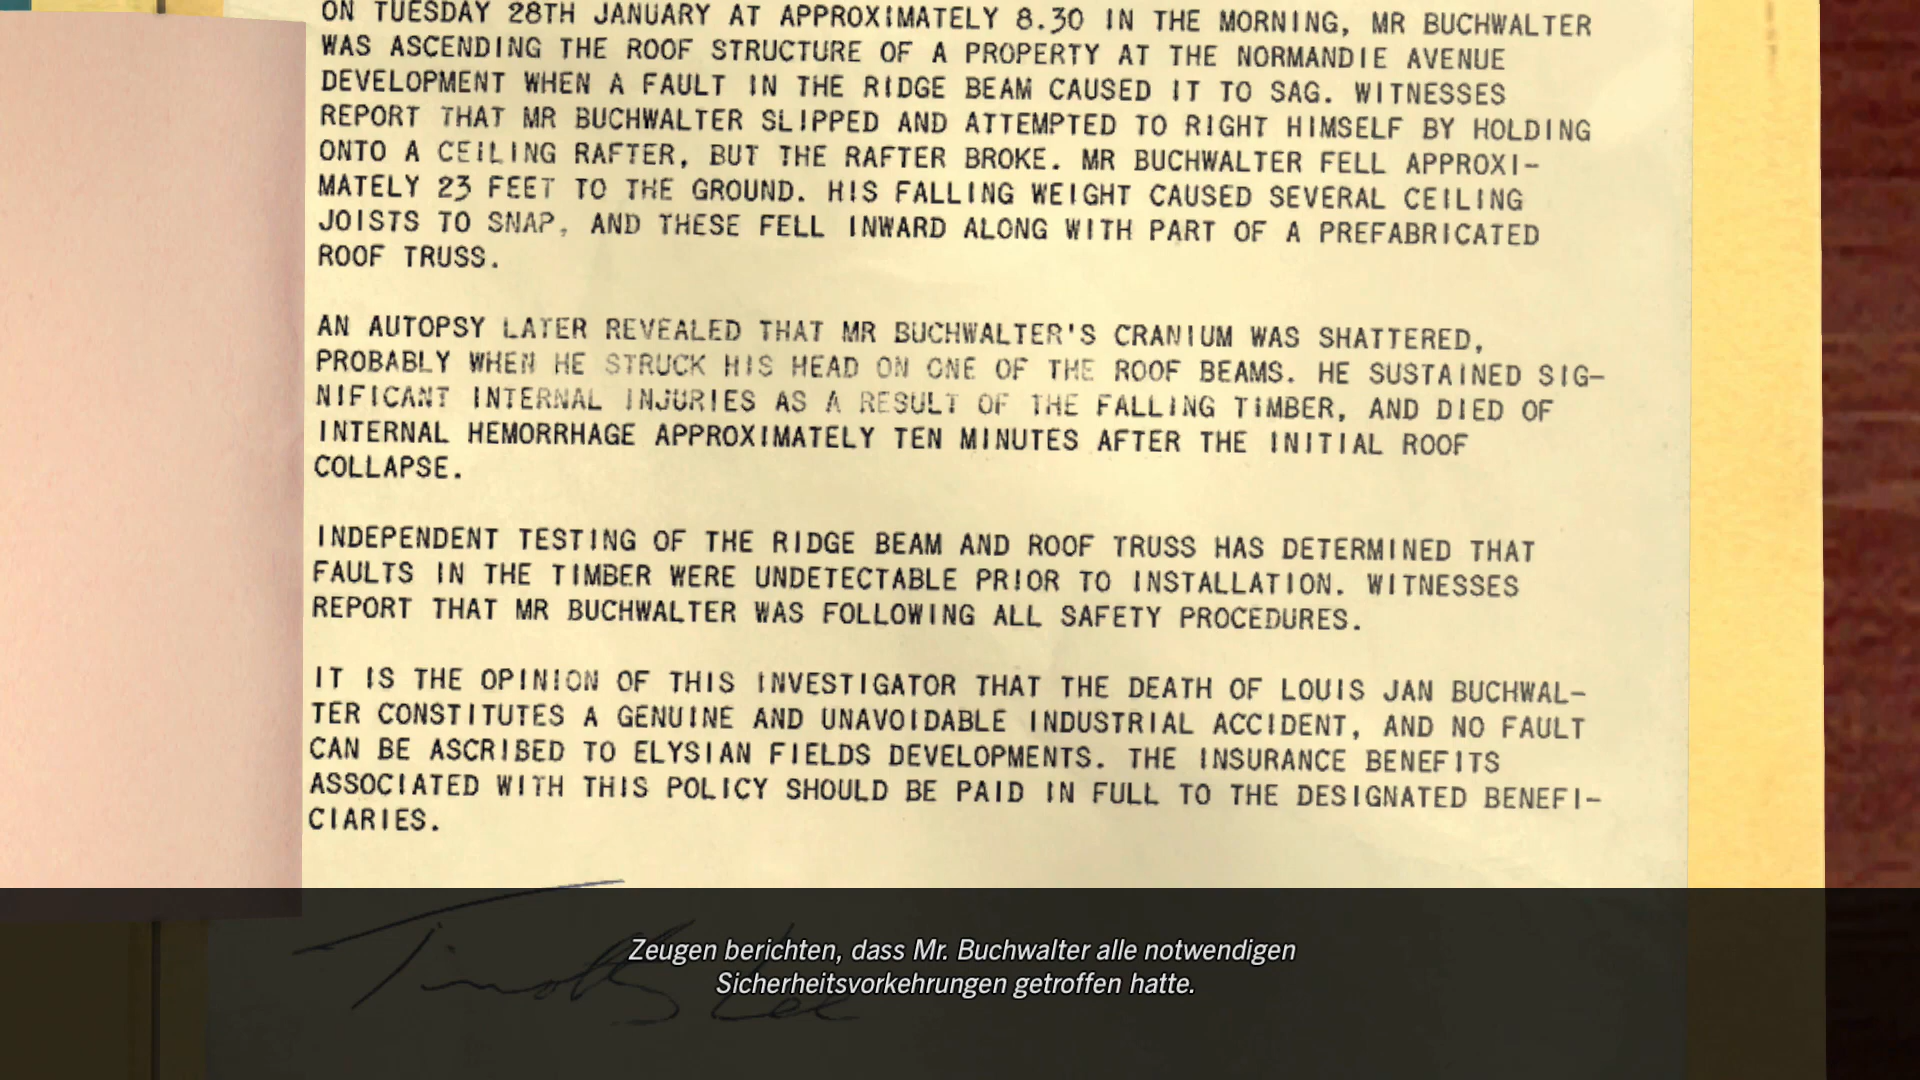 ON TUESDAY 28TH JANUARY AT APPROXIMATELY 8.30 IN THE MORNING, MR BUCHWALTER
WAS ASCENDING THE ROOF STRUCTURE OF A PROPERTY AT THE NORMANDIE AVENUE
DEVELOPMENT WHEN A FAULT IN THE RIDGE BEAM CAUSED IT TO SAG. WITNESSES
REPORT THAT MR BUCHWALTER SLIPPED AND ATTEMPTED TO RIGHT HIMSELF BY HOLDING
ONTO A CEILING RAFTER, BUT THE RAFTER BROKE. MR BUCHWALTER FELL APPROXI-
MATELY 23 FEET TO THE GROUND. HIS FALLING WEIGHT CAUSED SEVERAL CEILING
JOISTS TO SNAP, AND THESE FELL INWARD ALONG WITH PART OF A PREFABRICATED
ROOF TRUSS.
AN AUTOPSY LATER REVEALED THAT MR BUCHWALTER'S CRANIUM WAS SHATTERED,
PROBABLY WHEN HE STRUCK HIS HEAD ON ONE OF THE ROOF BEAMS. HE SUSTAINED SIG-
NIFICANT INTERNAL INJURIES AS A RESULT OF THE FALLING TIMBER, AND DIED OF
INTERNAL HEMORRHAGE APPROXIMATELY TEN MINUTES AFTER THE INITIAL ROOF
COLLAPSE.
INDEPENDENT TESTING OF THE RIDGE BEAM AND ROOF TRUSS HAS DETERMINED THAT
FAULTS IN THE TIMBER WERE UNDETECTABLE PRIOR TO INSTALLATION. WITNESSES
REPORT THAT MR BUCHWALTER WAS FOLLOWING ALL SAFETY PROCEDURES.
IT IS THE OPINION OF THIS INVESTIGATOR THAT THE DEATH OF LOUIS JAN BUCHWAL-
TER CONSTITUTES A GENUINE AND UNAVOIDABLE INDUSTRIAL ACCIDENT, AND NO FAULT
CAN BE ASCRIBED TO ELYSIAN FIELDS DEVELOPMENTS. THE INSURANCE BENEFITS
ASSOCIATED WITH THIS POLICY SHOULD BE PAID IN FULL TO THE DESIGNATED BENEFI-
CIARIES.
Zeugen berichten, dass Mr. Buchwalter alle notwendigen
Sicherheitsvorkehrungen getroffen hatte.